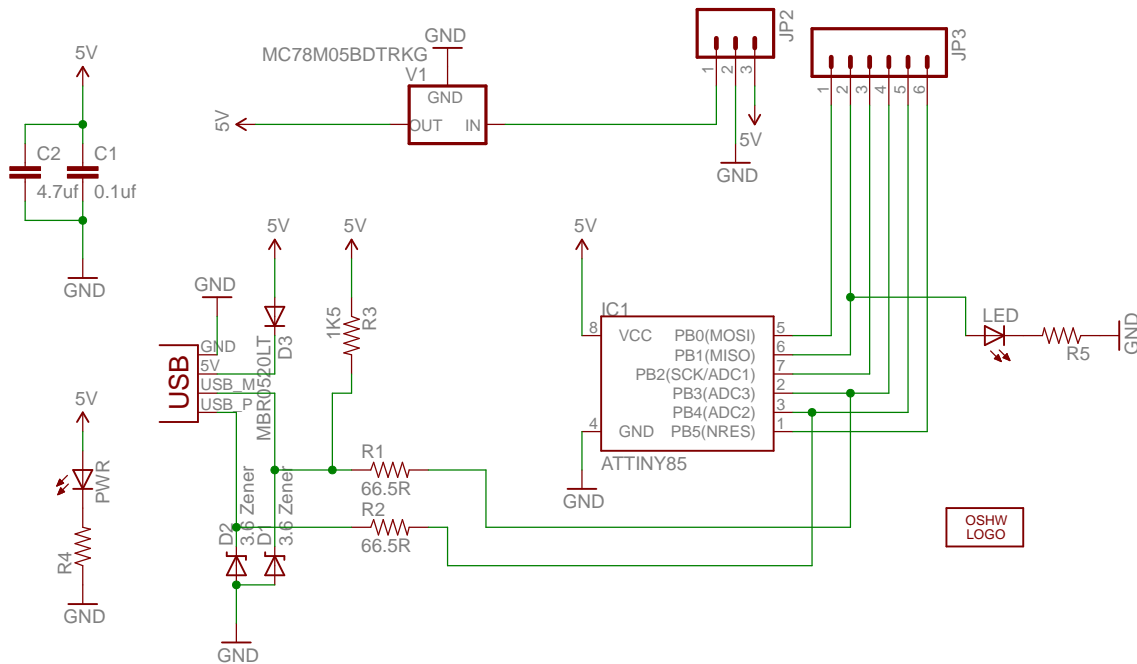 5V
C2
C1
4.7uf
0.1uf
GND
GND
MC78M05BDTRKG
V1
GND
OUT
IN
5V
JP2
1
2
3
5V
GND
JP3
1
2
3
4
5
6
5V
5V
GND
1K5
R3
D3
MBR0520LT
USB
GND
5V
USB_M
USB_P
5V
PWR
R4
GND
R1
66.5R
R2
66.5R
D2
3.6 Zener
D1
3.6 Zener
GND
5V
IC1
8
VCC
PB0(MOSI)
5
PB1(MISO)
6
PB2(SCK/ADC1)
7
PB3(ADC3)
2
PB4(ADC2)
3
4
GND
PB5(NRES)
1
ATTINY85
GND
LED
R5
GND
OSHW
LOGO